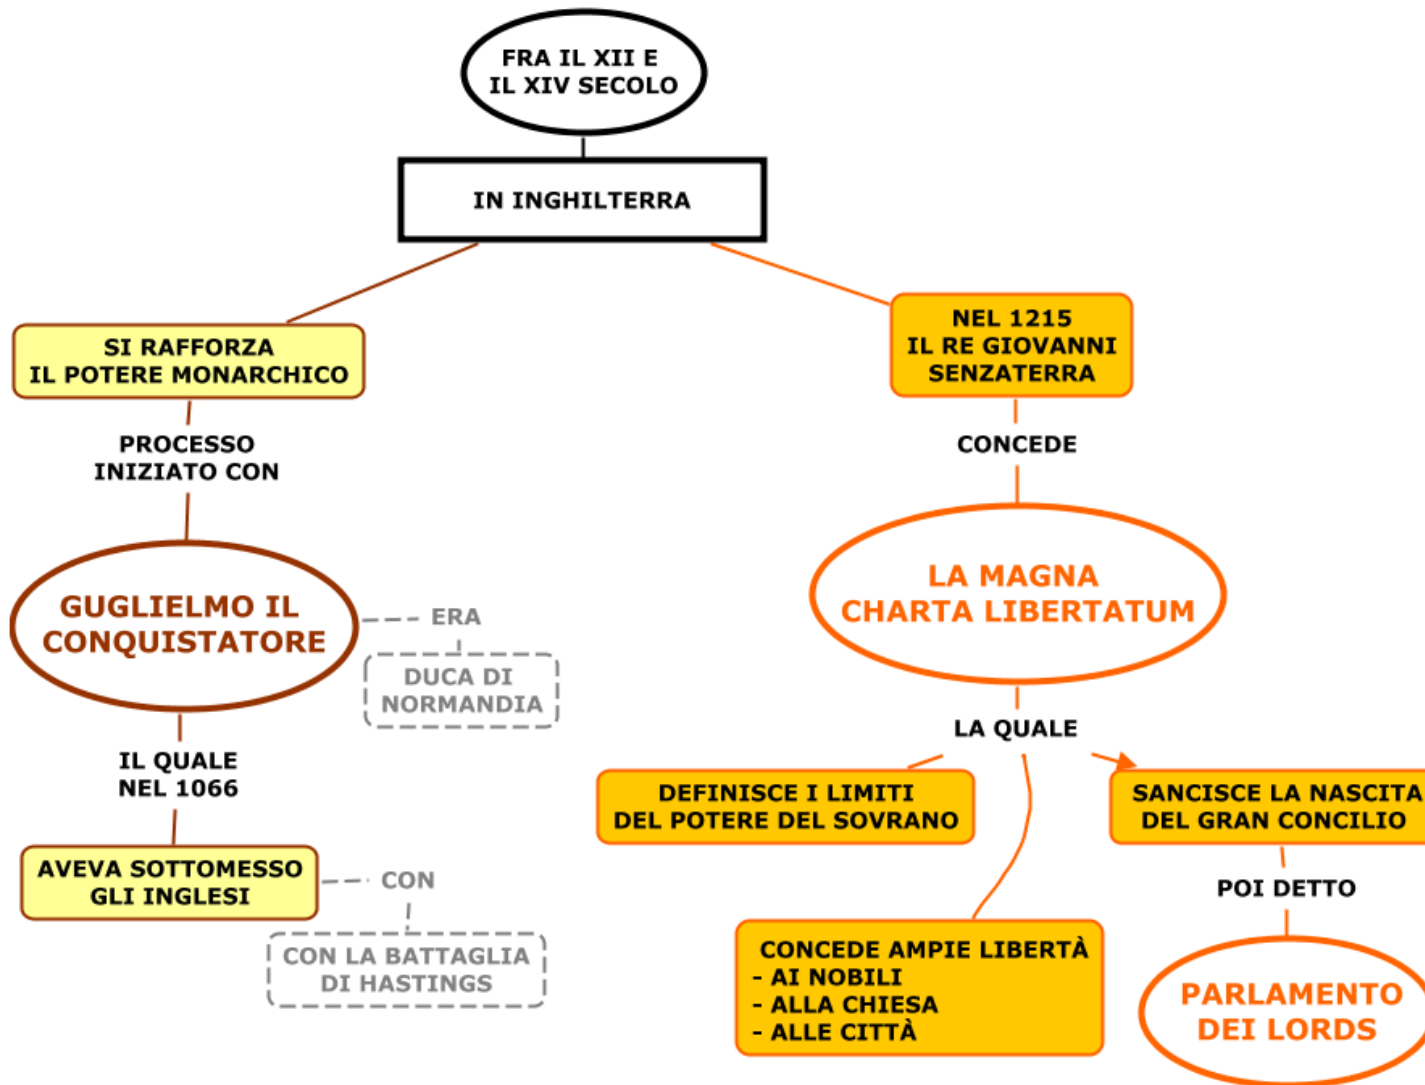 FRA IL XII E
IL XIV SECOLO
IN INGHILTERRA
SI RAFFORZA
IL POTERE MONARCHICO
PROCESSO
INIZIATO CON
GUGLIELMO IL
CONQUISTATORE
ERA
DUCA DI
NORMANDIA
IL QUALE
NEL 1066
AVEVA SOTTOMESSO
GLI INGLESI
CON
CON LA BATTAGLIA
DI HASTINGS
NEL 1215
IL RE GIOVANNI
SENZATERRA
CONCEDE
LA MAGNA
CHARTA LIBERTATUM
LA QUALE
DEFINISCE I LIMITI
DEL POTERE DEL SOVRANO
CONCEDE AMPIE LIBERTÀ
- AI NOBILI
- ALLA CHIESA
- ALLE CITTÀ
SANCISCE LA NASCITA
DEL GRAN CONCILIO
POI DETTO
PARLAMENTO
DEI LORDS